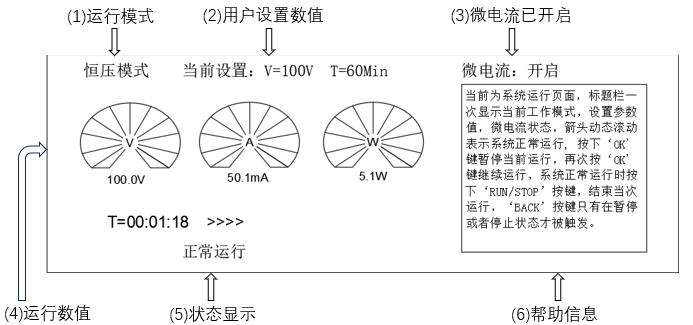 (1)运行模式
(2)用户设置数值
(3)微电流已开启
恒压模式
当前设置：V=100V T=60Min
微电流：开启
V
A
W
100.0V
50.1mA
5.1W
当前为系统运行页面，标题栏一
次显示当前工作模式，设置参数
值，微电流状态，箭头动态滚动
表示系统正常运行，按下‘OK’
键暂停当前运行，再次按‘OK’
键继续运行，系统正常运行时按
下‘RUN/STOP’按键，结束当次
运行，‘BACK’按键只有在暂停
或者停止状态才被触发。
T=00:01:18 >>>>
正常运行
(4)运行数值
(5)状态显示
(6)帮助信息